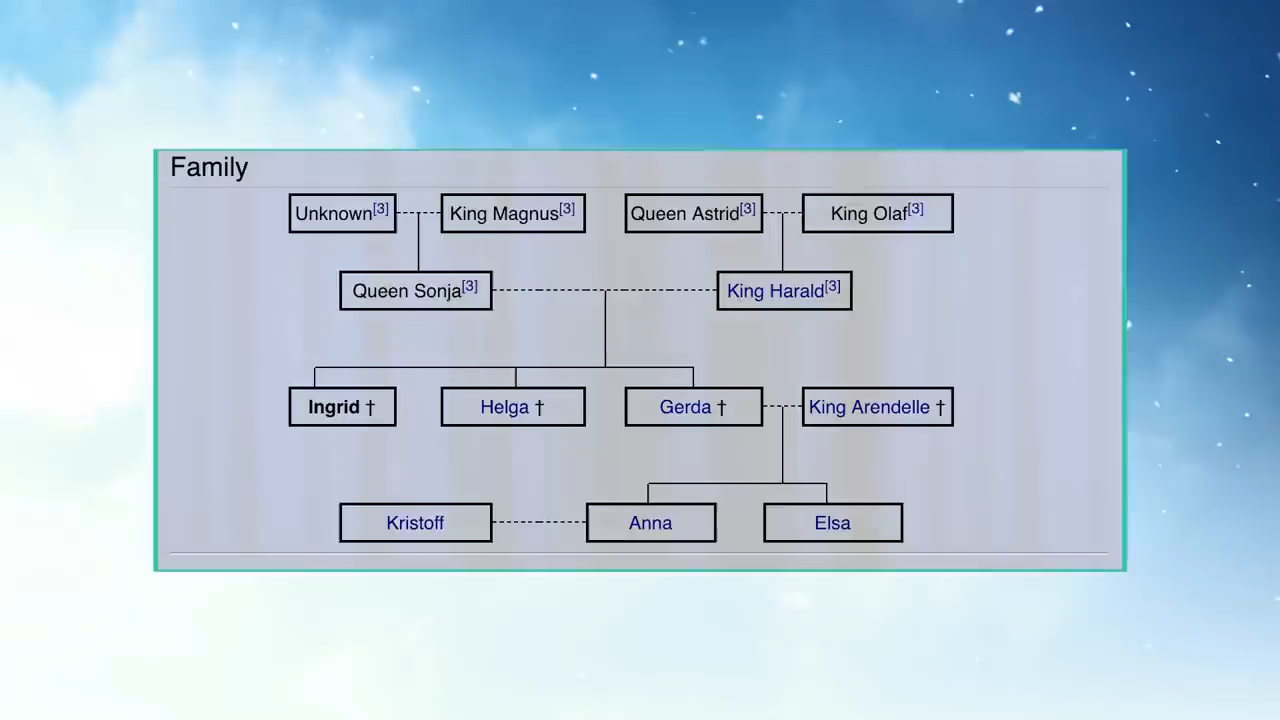 Family
Unknown[3] King Magnus[3] Queen Astrid[3] King Olaf[3]
Queen Sonja[3] King Harald[3]
Ingrid † Helga † Gerda † King Arendelle †
Kristoff Anna Elsa